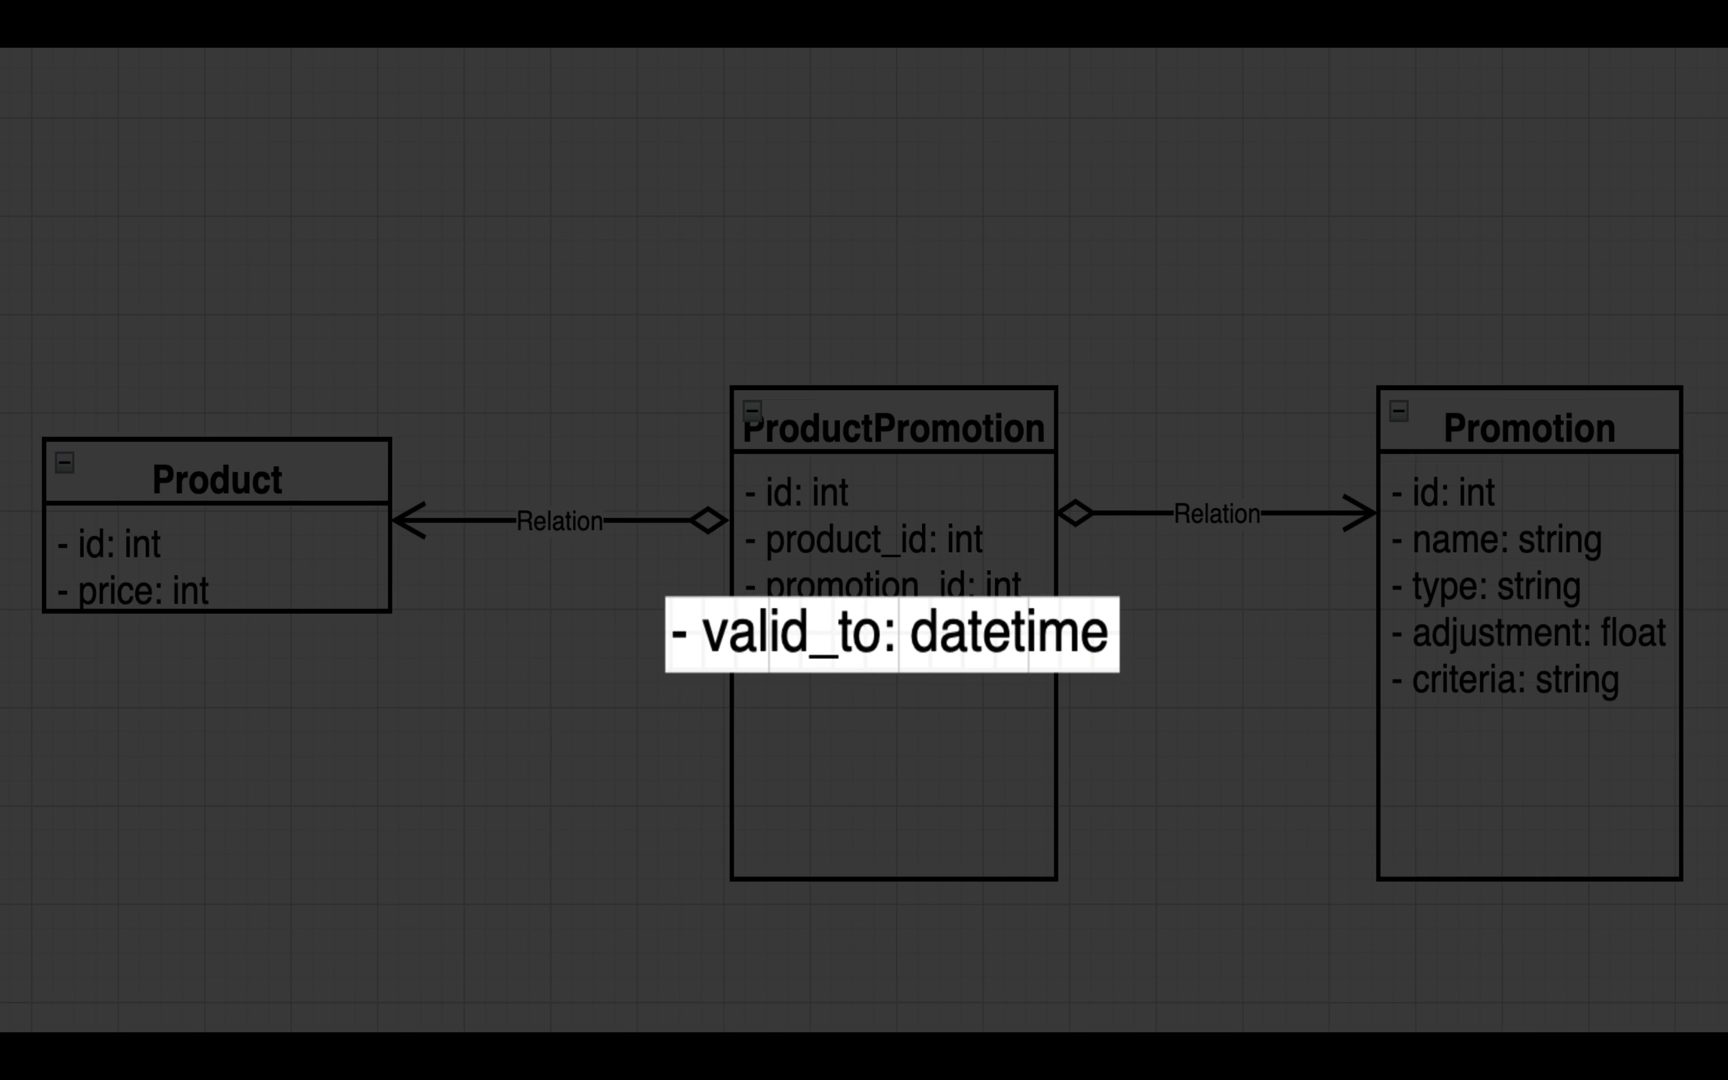 Product
- id: int
- price: int
Relation
ProductPromotion
- id: int
- product_id: int
- promotion_id: int
- valid_to: datetime
Relation
Promotion
- id: int
- name: string
- type: string
- adjustment: float
- criteria: string